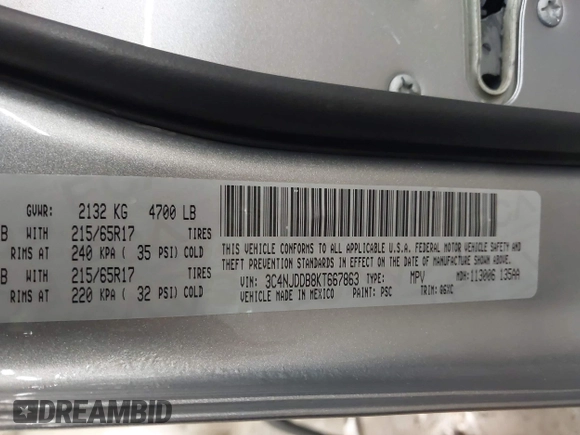 GVWR: 2132 KG 4700 LB
B WITH 215/65R17 TIRES
RIMS AT 240 KPA ( 35 PSI) COLD
B WITH 215/65R17 TIRES
RIMS AT 220 KPA ( 32 PSI) COLD
THIS VEHICLE CONFORMS TO ALL APPLICABLE U.S.A. FEDERAL MOTOR VEHICLE SAFETY AND
THEFT PREVENTION STANDARDS IN EFFECT ON THE DATE OF MANUFACTURE SHOWN ABOVE.
VIN: 3C4NJDDB8KT667863 TYPE: MPV MDH: 113006 135AA
VEHICLE MADE IN MEXICO PAINT: PSC TRIM: Q6XC
DREAMBID